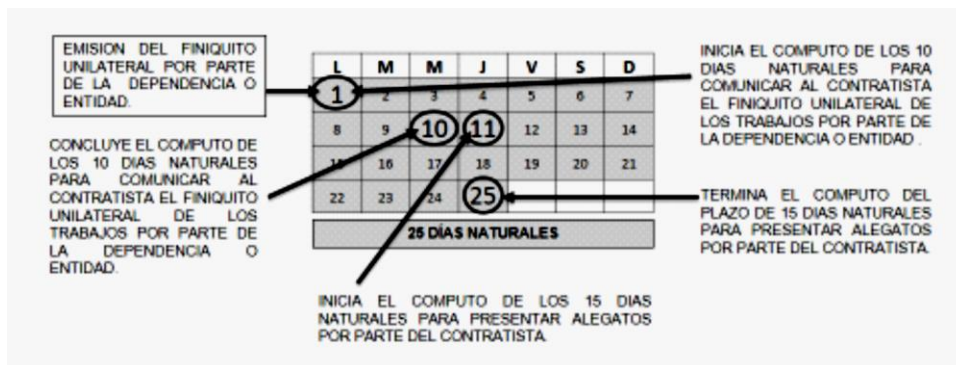 EMISION DEL FINIQUITO
UNILATERAL POR PARTE
DE LA DEPENDENCIA O
ENTIDAD.
CONCLUYE EL COMPUTO DE
LOS 10 DIAS NATURALES
PARA COMUNICAR AL
CONTRATISTA EL FINIQUITO
UNILATERAL DE LOS
TRABAJOS POR PARTE DE
LA DEPENDENCIA O
ENTIDAD.
L M M J V S D
1 2 3 4 5 6 7
8 9 10 11 12 13 14
15 16 17 18 19 20 21
22 23 24 25
25 DÍAS NATURALES
INICIA EL COMPUTO DE LOS 15 DIAS
NATURALES PARA PRESENTAR ALEGATOS
POR PARTE DEL CONTRATISTA.
INICIA EL COMPUTO DE LOS 10
DIAS NATURALES PARA
COMUNICAR AL CONTRATISTA
EL FINIQUITO UNILATERAL DE
LOS TRABAJOS POR PARTE DE
LA DEPENDENCIA O ENTIDAD .
TERMINA EL COMPUTO DEL
PLAZO DE 15 DIAS NATURALES
PARA PRESENTAR ALEGATOS
POR PARTE DEL CONTRATISTA.